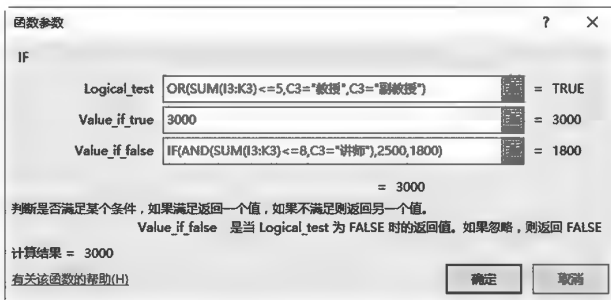 函数参数 ? ×
IF
Logical_test OR(SUM(I3:K3)<=5,C3="教授",C3="副教授") = TRUE
Value_if_true 3000 = 3000
Value_if_false IF(AND(SUM(I3:K3)<=8,C3="讲师"),2500,1800) = 1800
= 3000
判断是否满足某个条件，如果满足返回一个值，如果不满足则返回另一个值。
Value_if_false 是当 Logical_test 为 FALSE 时的返回值。如果忽略，则返回 FALSE
计算结果 = 3000
有关该函数的帮助(H) 确定 取消